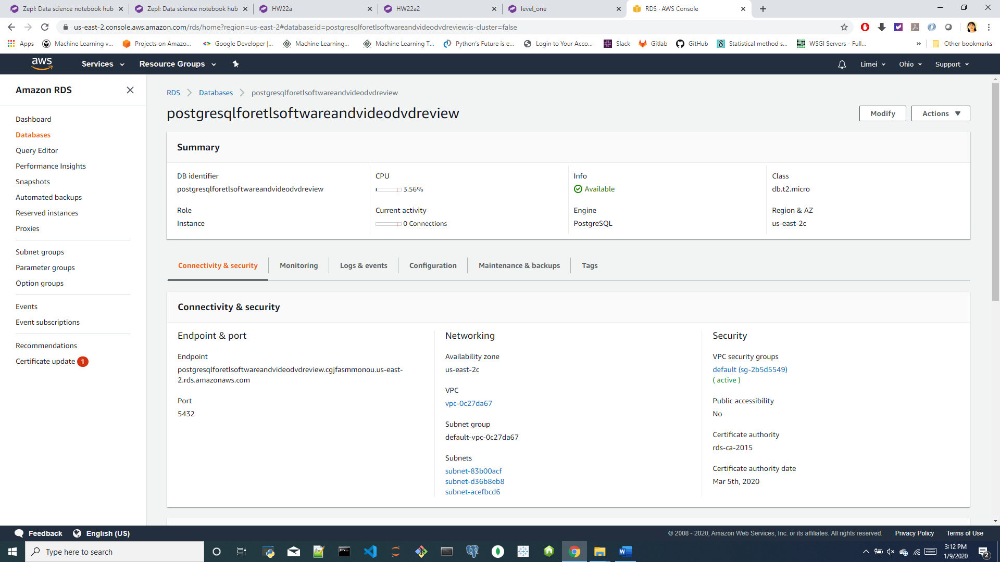 Zepl: Data science notebook hub
Zepl: Data science notebook hub
HW22a
HW22a2
level_one
RDS · AWS Console
us-east-2.console.aws.amazon.com/rds/home?region=us-east-2#database:id=postgresqlforetlsoftwareandvideodvdreview;is-cluster=false
Apps
Machine Learning v...
Projects on Amazo...
Google Developer |...
Machine Learning...
Machine Learning T...
Python's Future is e...
Login to Your Acco...
Slack
Gitlab
GitHub
Statistical method s...
WSGI Servers - Full...
»
Other bookmarks
aws
Services
Resource Groups
Limei
Ohio
Support
Amazon RDS
Dashboard
Databases
Query Editor
Performance Insights
Snapshots
Automated backups
Reserved instances
Proxies
Subnet groups
Parameter groups
Option groups
Events
Event subscriptions
Recommendations
Certificate update 1
RDS
Databases
postgresqlforetlsoftwareandvideodvdreview
postgresqlforetlsoftwareandvideodvdreview
Modify
Actions
Summary
DB identifier
postgresqlforetlsoftwareandvideodvdreview
CPU
3.56%
Info
Available
Class
db.t2.micro
Role
Instance
Current activity
0 Connections
Engine
PostgreSQL
Region & AZ
us-east-2c
Connectivity & security
Monitoring
Logs & events
Configuration
Maintenance & backups
Tags
Connectivity & security
Endpoint & port
Endpoint
postgresqlforetlsoftwareandvideodvdreview.cgjfasmmonou.us-east-
2.rds.amazonaws.com
Port
5432
Networking
Availability zone
us-east-2c
VPC
vpc-0c27da67
Subnet group
default-vpc-0c27da67
Subnets
subnet-83b00acf
subnet-d36b8eb8
subnet-acefbcd6
Security
VPC security groups
default (sg-2b5d5549)
( active )
Public accessibility
No
Certificate authority
rds-ca-2015
Certificate authority date
Mar 5th, 2020
Feedback
English (US)
© 2008 - 2020, Amazon Web Services, Inc. or its affiliates. All rights reserved.
Privacy Policy
Terms of Use
Type here to search
3:12 PM
1/9/2020
2